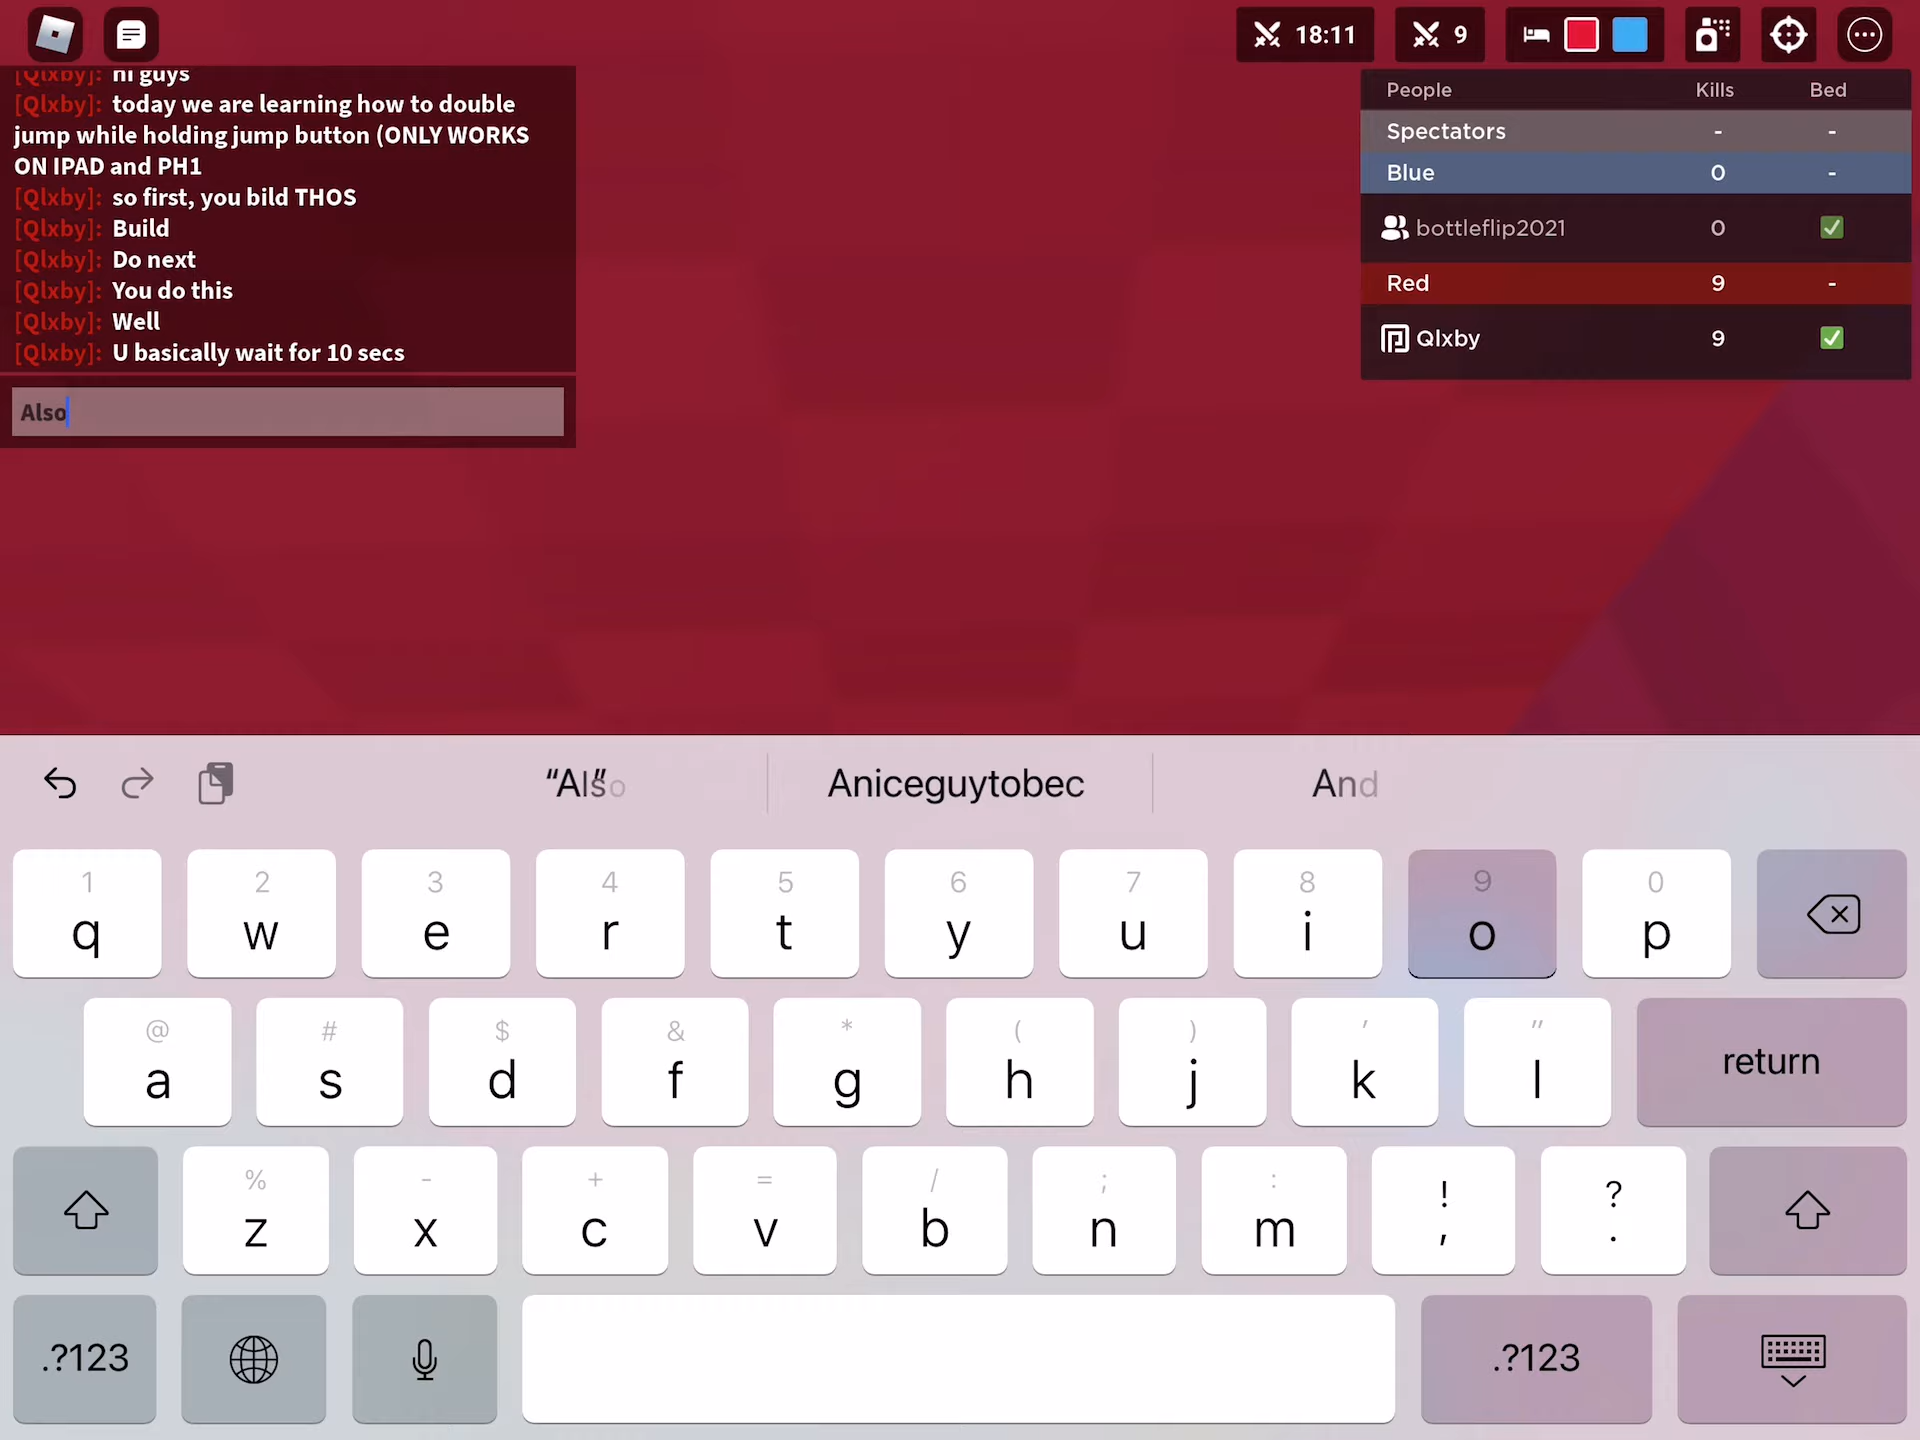 18:11
9
[Qlxby]: hi guys
[Qlxby]: today we are learning how to double
jump while holding jump button (ONLY WORKS
ON IPAD and PH1
[Qlxby]: so first, you bild THOS
[Qlxby]: Build
[Qlxby]: Do next
[Qlxby]: You do this
[Qlxby]: Well
[Qlxby]: U basically wait for 10 secs
Also
People Kills Bed
Spectators - -
Blue 0 -
bottleflip2021 0
Red 9 -
Qlxby 9
“Also” Aniceguytobec And
1 2 3 4 5 6 7 8 9 0
q w e r t y u i o p
@ # $ & * ( ) ' "
a s d f g h j k l return
% - + = / ; : ! ?
z x c v b n m , .
.?123 .?123